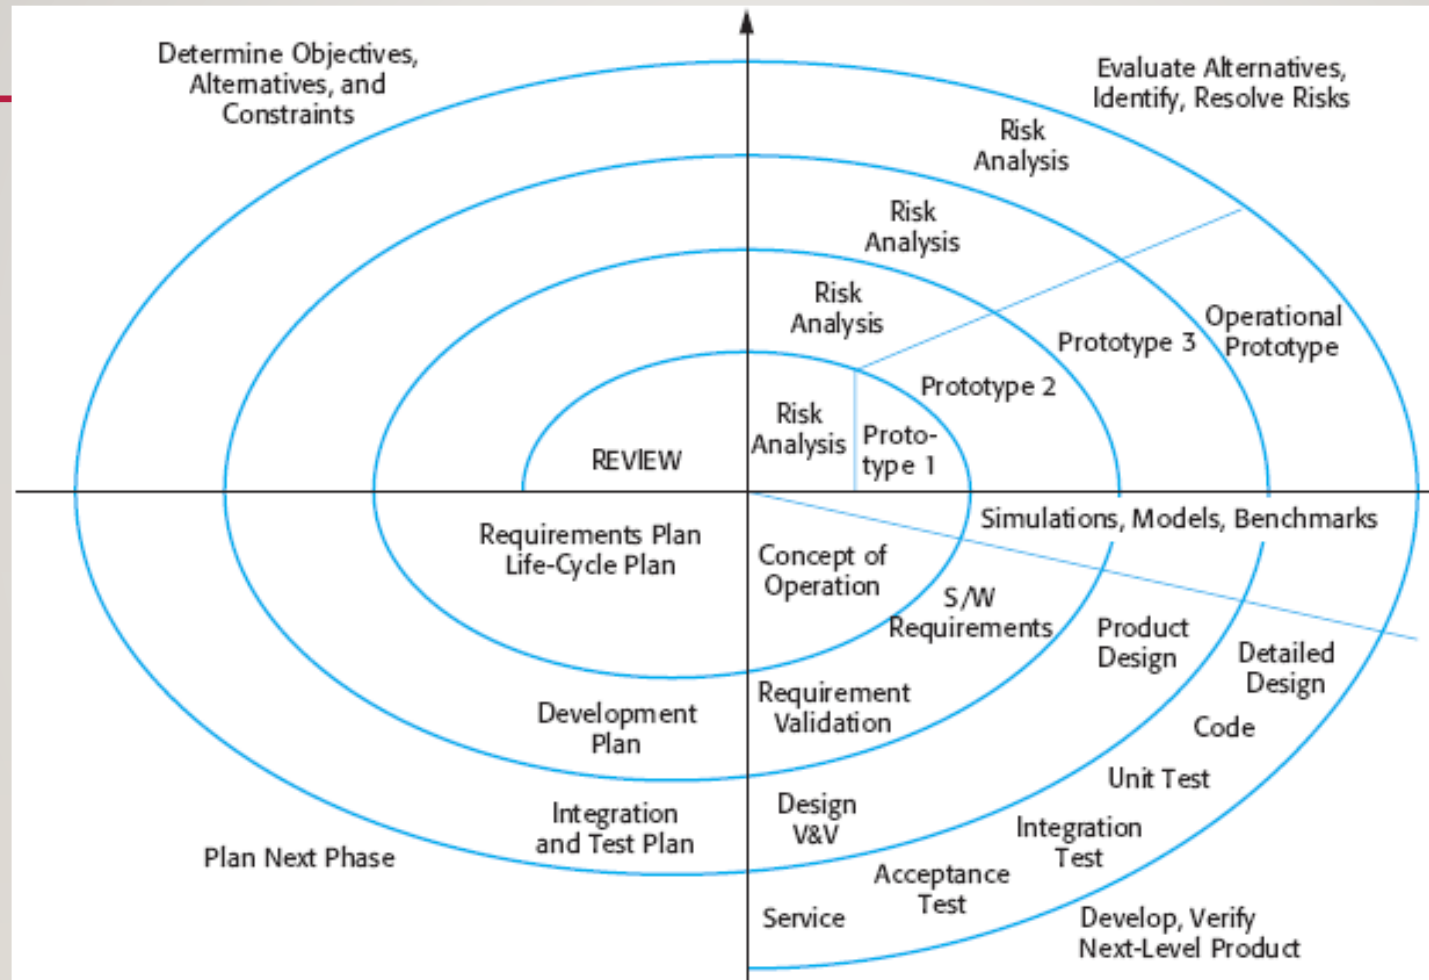 Determine Objectives,
Alternatives, and
Constraints
Evaluate Alternatives,
Identify, Resolve Risks
Risk
Analysis
Risk
Analysis
Risk
Analysis
Operational
Prototype
Prototype 3
Prototype 2
Risk
Analysis
Proto-
type 1
REVIEW
Simulations, Models, Benchmarks
Requirements Plan
Life-Cycle Plan
Concept of
Operation
S/W
Requirements
Product
Design
Detailed
Design
Requirement
Validation
Development
Plan
Code
Unit Test
Design
V&V
Integration
and Test Plan
Integration
Test
Plan Next Phase
Acceptance
Test
Service
Develop, Verify
Next-Level Product